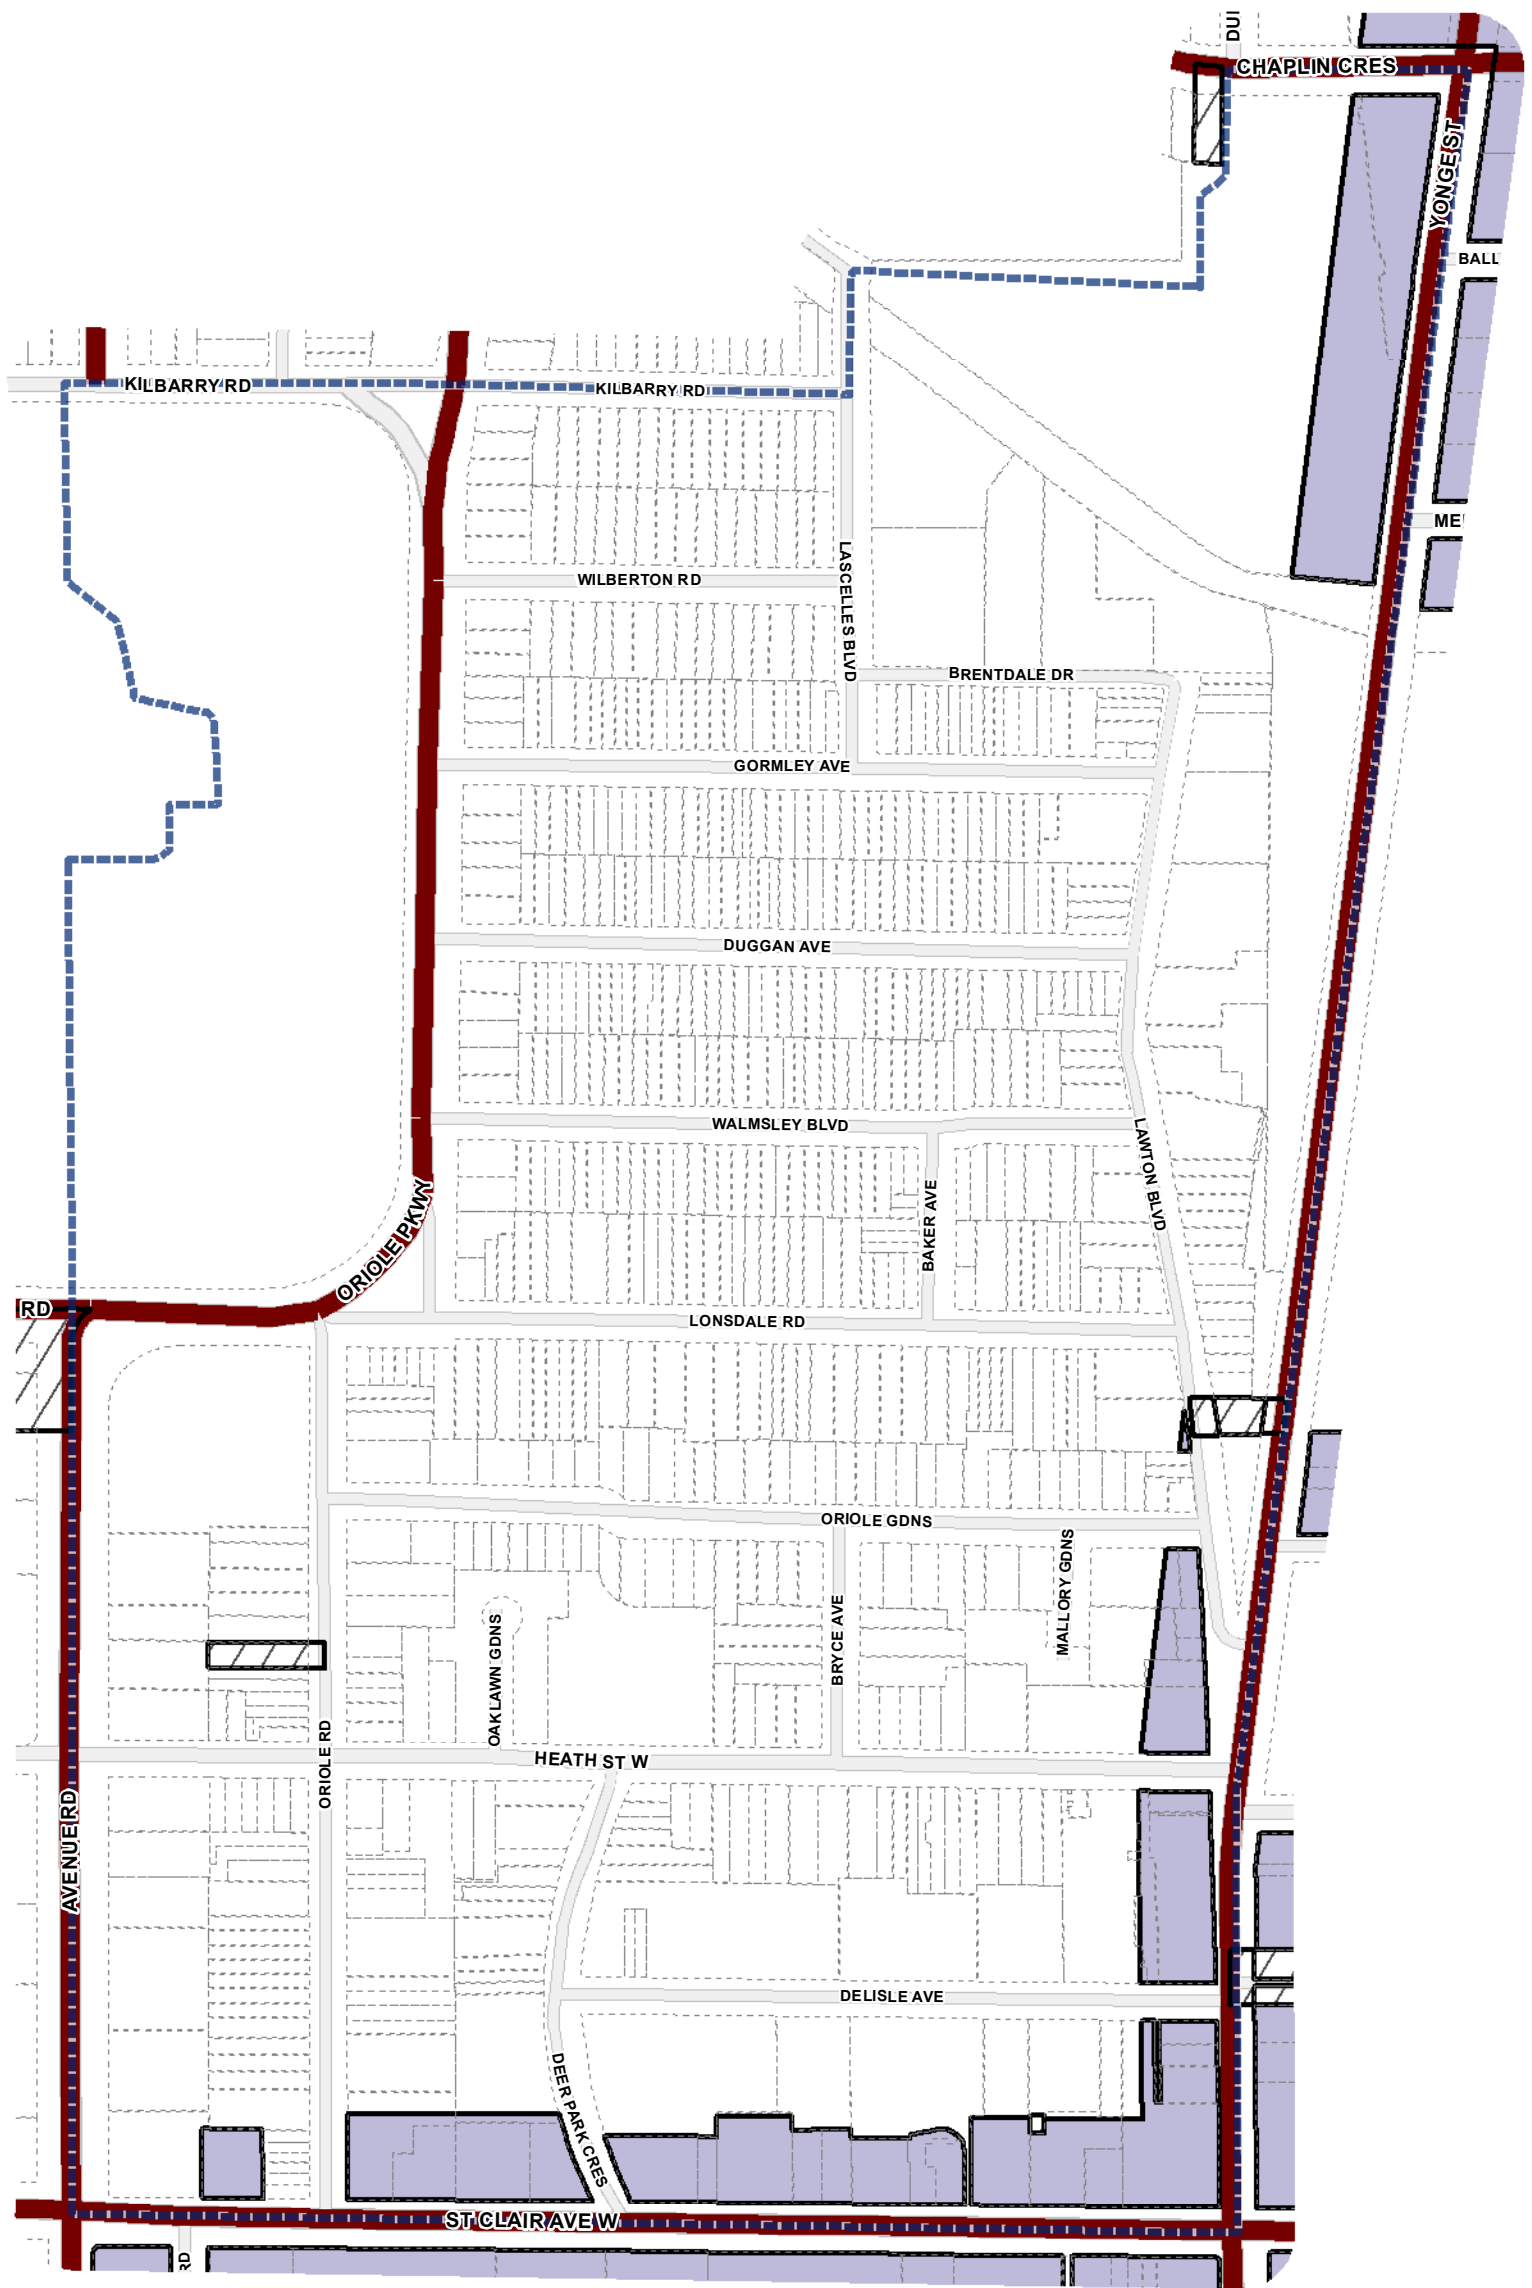 DUI
CHAPLIN CRES
YONGE ST
BALL
KILBARRY RD
KILBARRY RD
ME
LASCELLES BLVD
WILBERTON RD
BRENTDALE DR
GORMLEY AVE
DUGGAN AVE
WALMSLEY BLVD
LAWTON BLVD
BAKER AVE
ORIOLE PKWY
RD
LONSDALE RD
ORIOLE GDNS
MALLORY GDNS
BRYCE AVE
OAKLAWN GDNS
ORIOLE RD
HEATH ST W
AVENUE RD
DELISLE AVE
DEER PARK CRES
ST CLAIR AVE W
RD